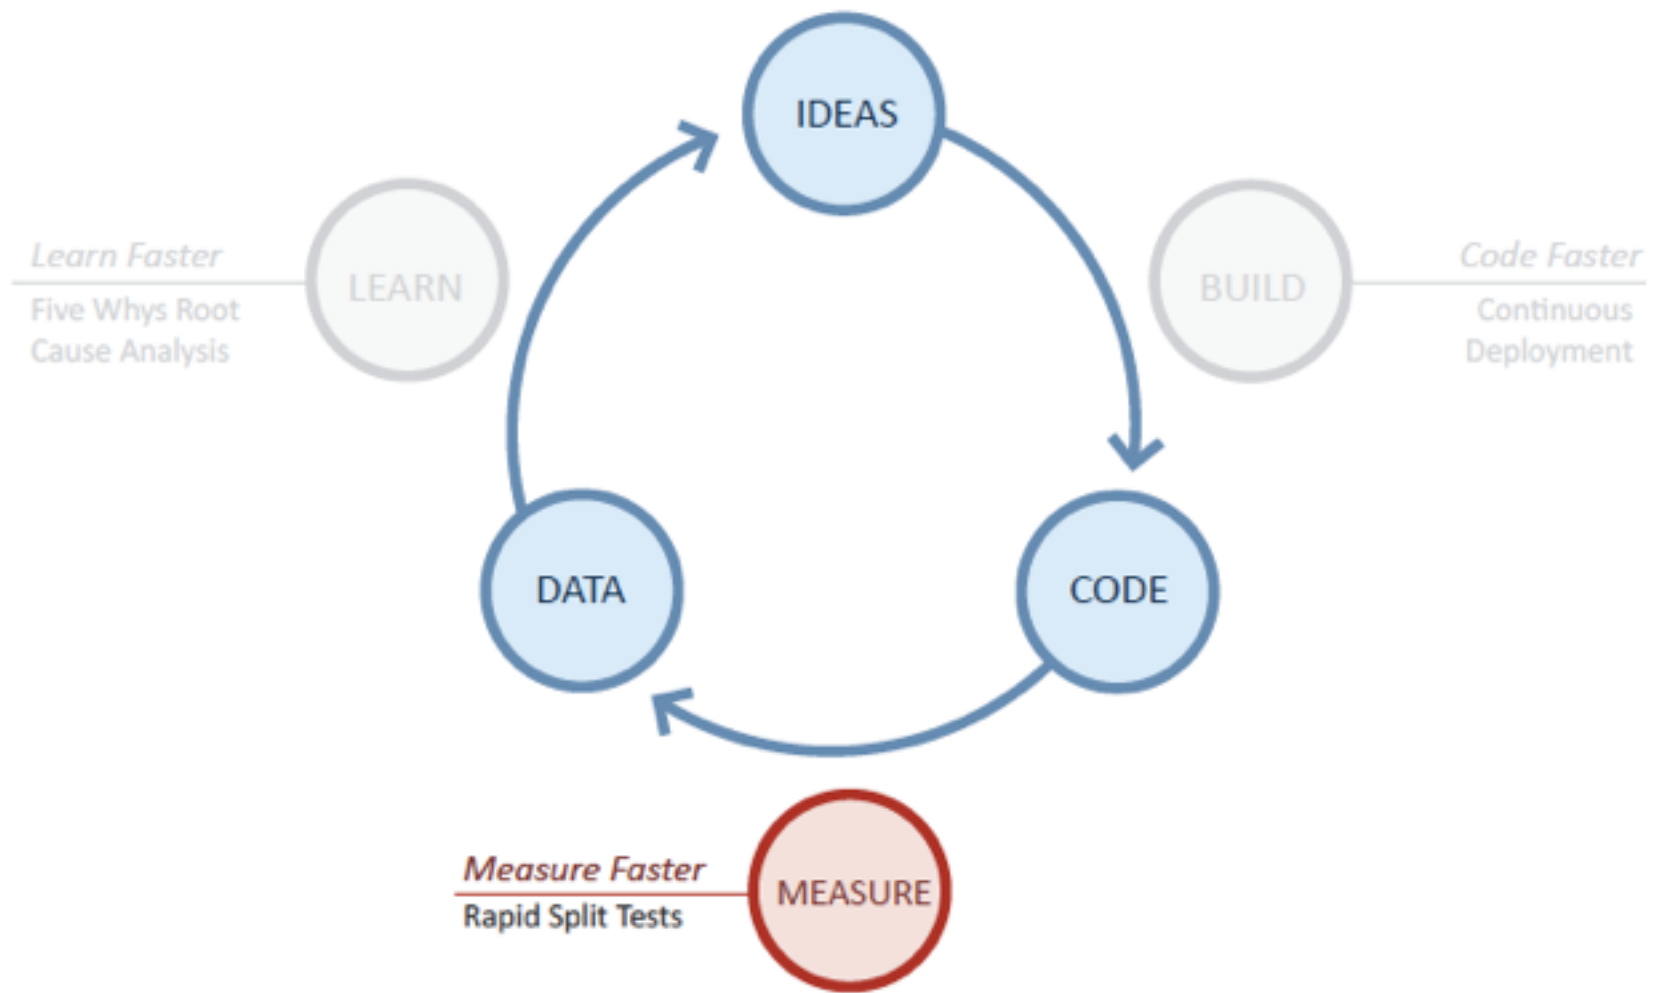 IDEAS
Learn Faster
LEARN
Five Whys Root
Cause Analysis
BUILD
Code Faster
Continuous
Deployment
DATA
CODE
Measure Faster
MEASURE
Rapid Split Tests